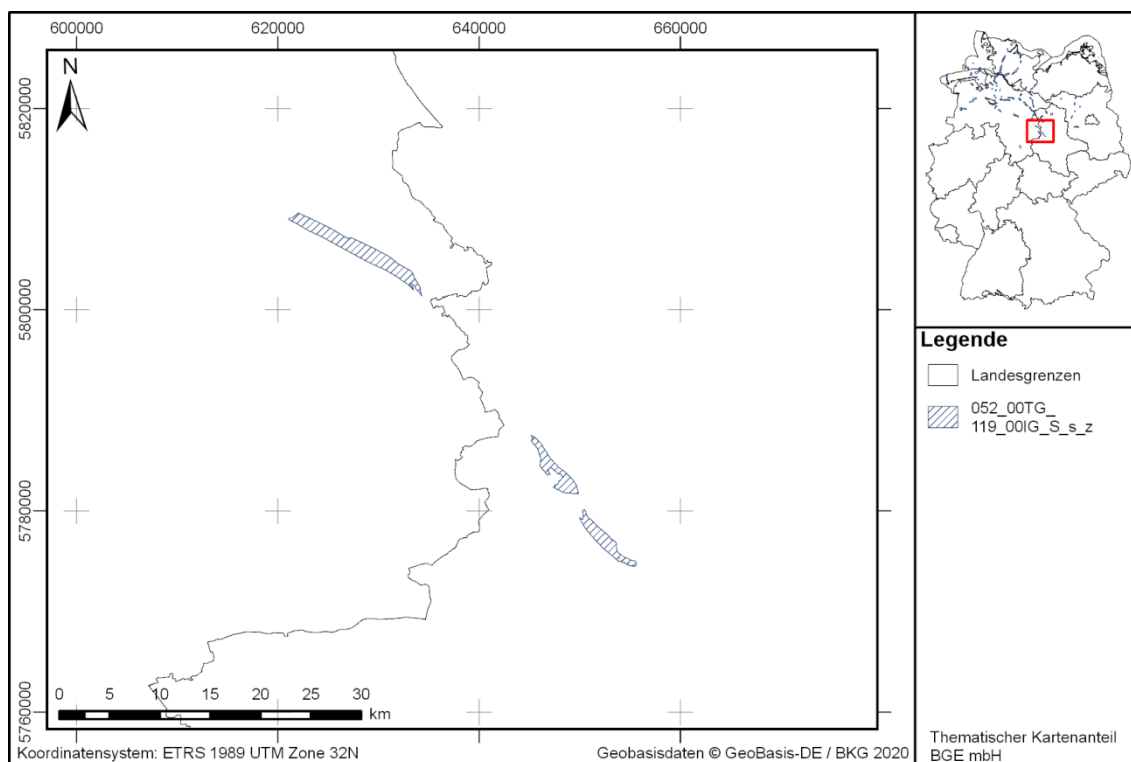 600000
620000
640000
660000
N
5820000
5800000
5780000
5760000
0
5
10
15
20
30
km
Koordinatensystem: ETRS 1989 UTM Zone 32N
Geobasisdaten © GeoBasis-DE / BKG 2020
Legende
Landesgrenzen
052_00TG_
119_00IG_S_s_z
Thematischer Kartenanteil
BGE mbH